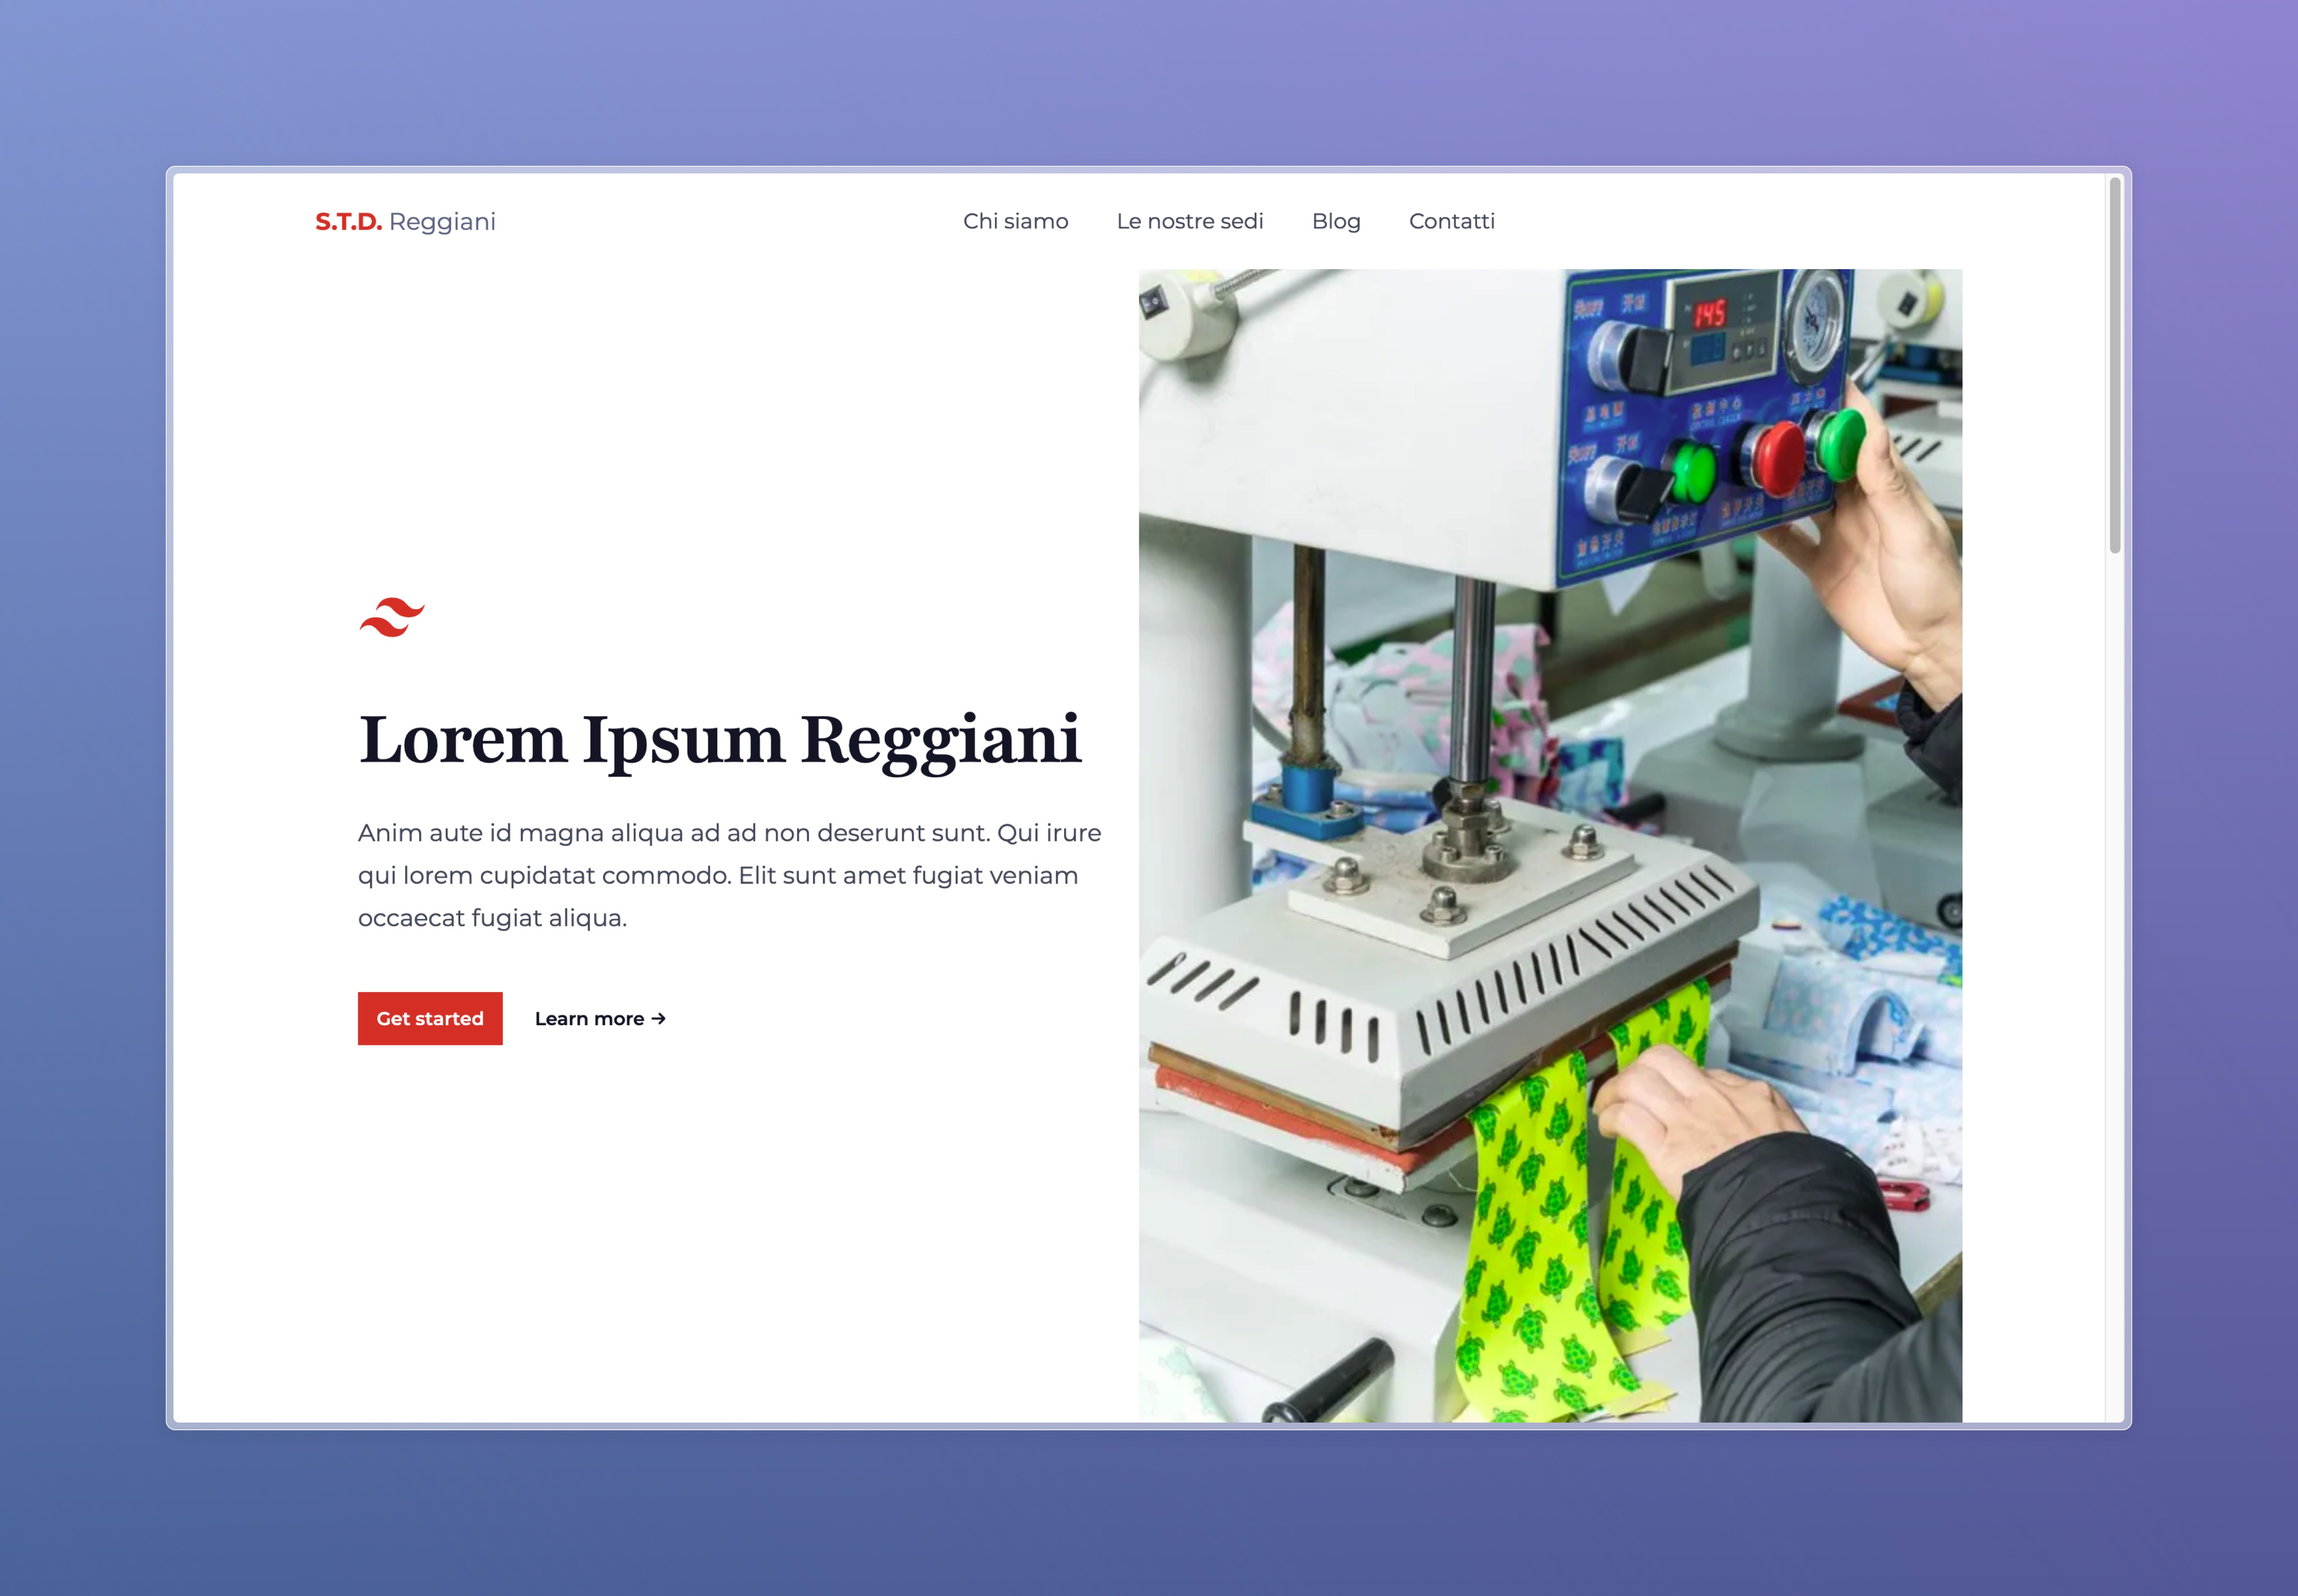 S.T.D. Reggiani
Chi siamo
Le nostre sedi
Blog
Contatti
145
Lorem Ipsum Reggiani
Anim aute id magna aliqua ad ad non deserunt sunt. Qui irure
qui lorem cupidatat commodo. Elit sunt amet fugiat veniam
occaecat fugiat aliqua.
Get started
Learn more →